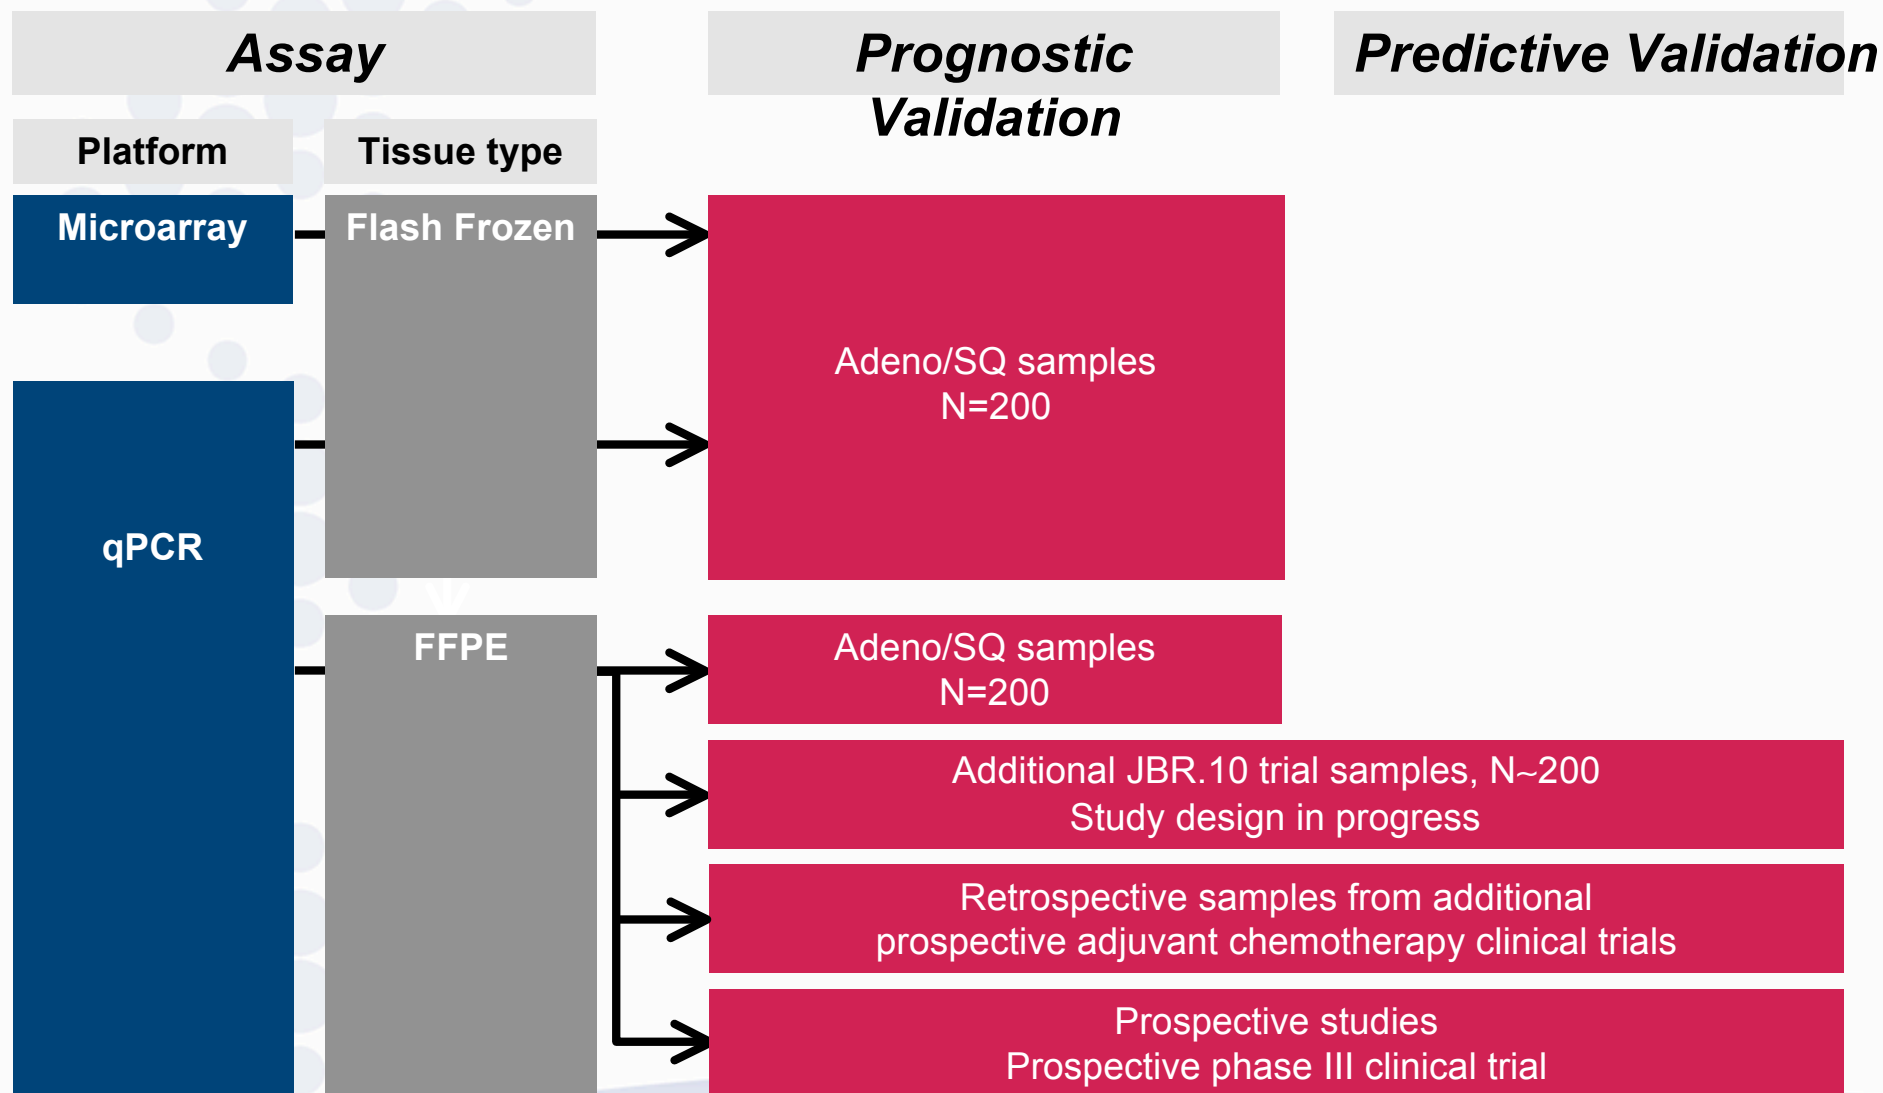 Assay
Prognostic
Validation
Predictive Validation
Platform
Tissue type
Microarray
Flash Frozen
Adeno/SQ samples
N=200
qPCR
FFPE
Adeno/SQ samples
N=200
Additional JBR.10 trial samples, N~200
Study design in progress
Retrospective samples from additional
prospective adjuvant chemotherapy clinical trials
Prospective studies
Prospective phase III clinical trial